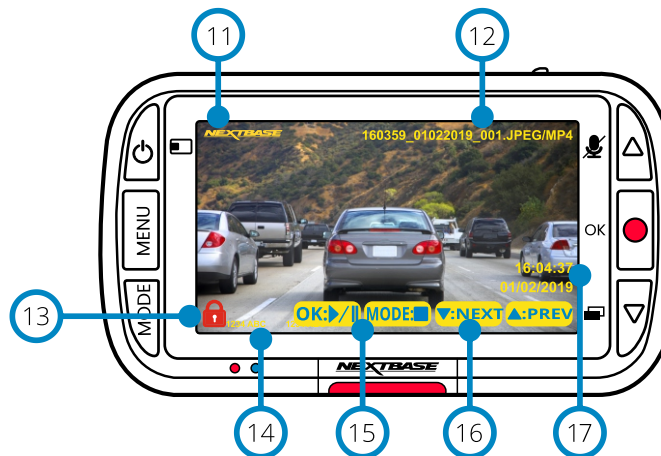 11
12
NEXTBASE
160359_01022019_001.JPEG/MP4
MENU
OK
16:04:37
01/02/2019
MODE
13
OK:▶/II
MODE:■
▼:NEXT
▲:PREV
NEXTBASE
14
15
16
17